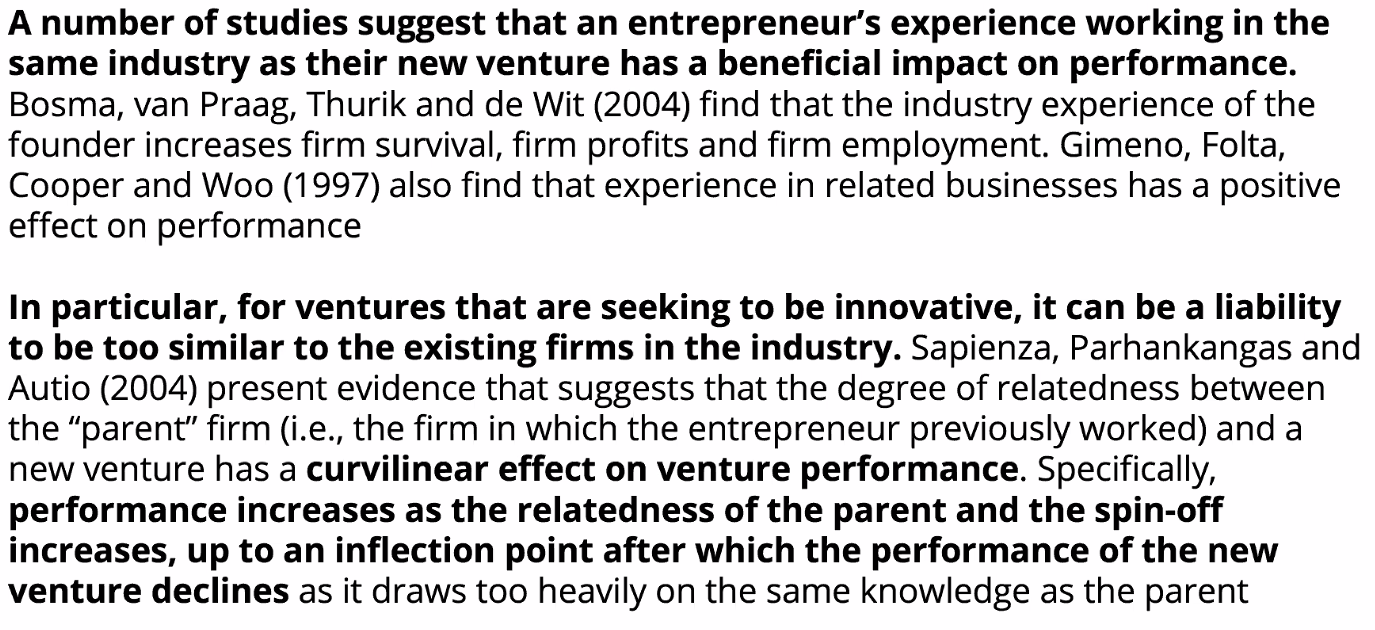 A number of studies suggest that an entrepreneur’s experience working in the
same industry as their new venture has a beneficial impact on performance.
Bosma, van Praag, Thurik and de Wit (2004) find that the industry experience of the
founder increases firm survival, firm profits and firm employment. Gimeno, Folta,
Cooper and Woo (1997) also find that experience in related businesses has a positive
effect on performance
In particular, for ventures that are seeking to be innovative, it can be a liability
to be too similar to the existing firms in the industry. Sapienza, Parhankangas and
Autio (2004) present evidence that suggests that the degree of relatedness between
the “parent” firm (i.e., the firm in which the entrepreneur previously worked) and a
new venture has a curvilinear effect on venture performance. Specifically,
performance increases as the relatedness of the parent and the spin-off
increases, up to an inflection point after which the performance of the new
venture declines as it draws too heavily on the same knowledge as the parent